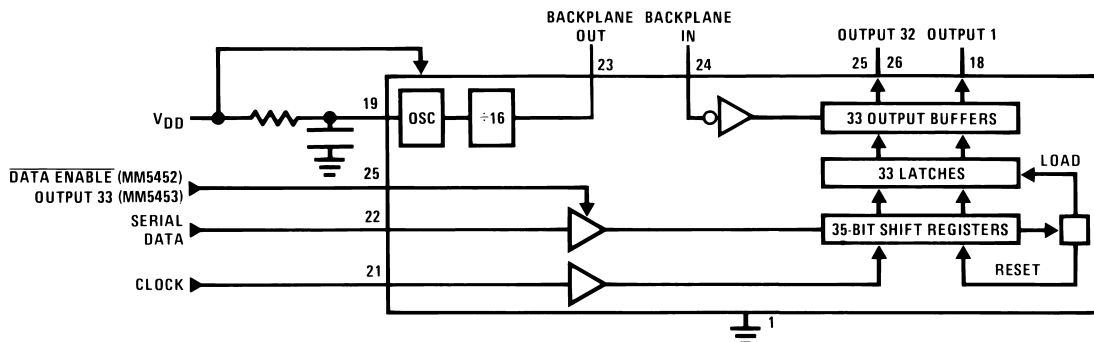 BACKPLANE OUT
BACKPLANE IN
OUTPUT 32 OUTPUT 1
23
24
25 26 18
VDD
19
OSC
÷16
33 OUTPUT BUFFERS
LOAD
33 LATCHES
DATA ENABLE (MM5452)
OUTPUT 33 (MM5453)
25
SERIAL
DATA
22
35-BIT SHIFT REGISTERS
RESET
CLOCK
21
1